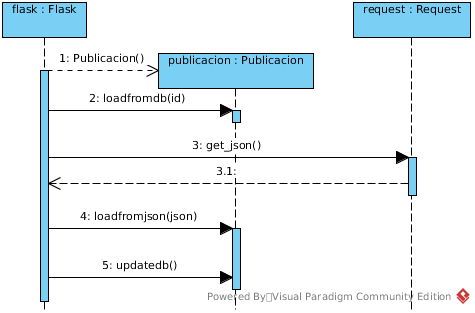 flask : Flask
request : Request
1: Publicacion()
publicacion : Publicacion
2: loadfromdb(id)
3: get_json()
3.1:
4: loadfromjson(json)
5: updatedb()
Powered By Visual Paradigm Community Edition